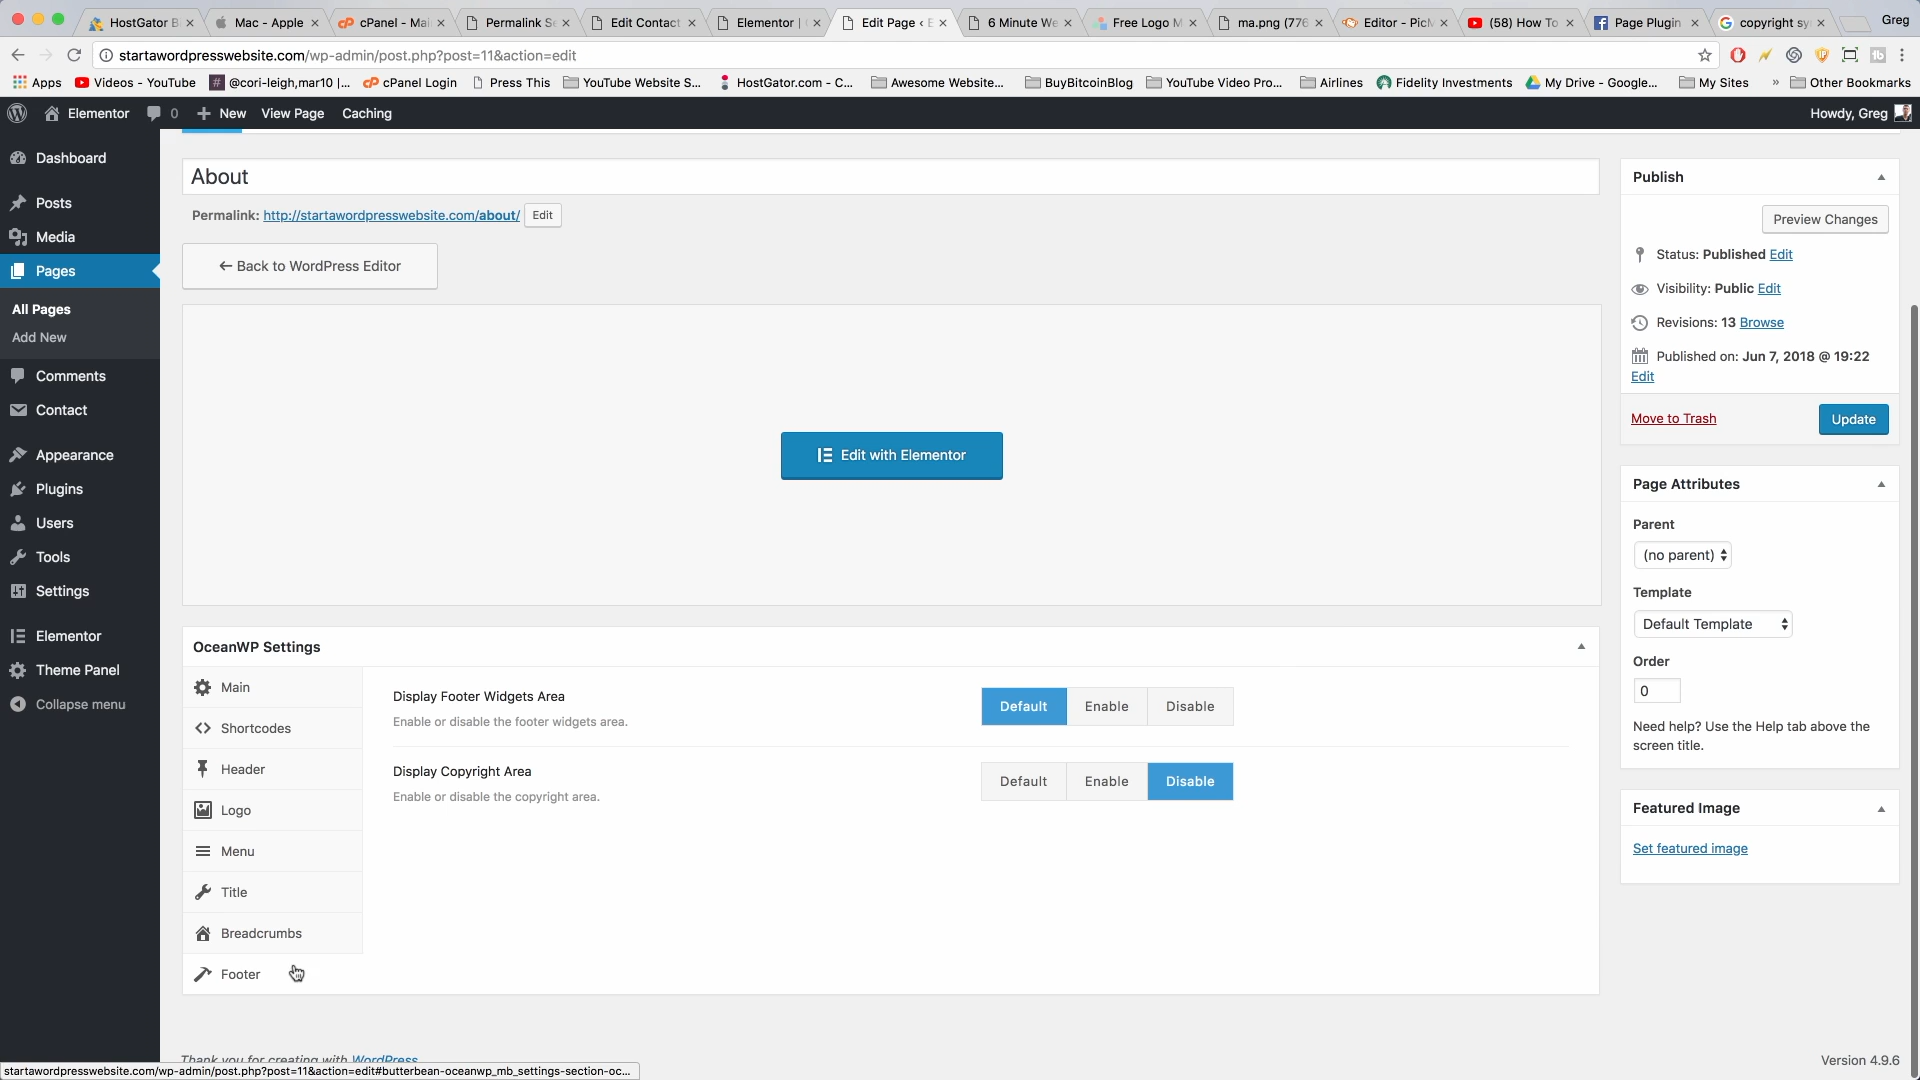 HostGator B
Mac - Apple
cPanel - Mai
Permalink Se
Edit Contact
Elementor |
Edit Page ‹ E
6 Minute We
Free Logo M
ma.png (776
Editor - PicM
(58) How To
Page Plugin
copyright sy
Greg
startawordpresswebsite.com/wp-admin/post.php?post=11&action=edit
Apps
Videos - YouTube
@cori-leigh,mar10 |...
cPanel Login
Press This
YouTube Website S...
HostGator.com - C...
Awesome Website...
BuyBitcoinBlog
YouTube Video Pro...
Airlines
Fidelity Investments
My Drive - Google...
My Sites
»
Other Bookmarks
Elementor
0
New
View Page
Caching
Howdy, Greg
Dashboard
Posts
Media
Pages
All Pages
Add New
Comments
Contact
Appearance
Plugins
Users
Tools
Settings
Elementor
Theme Panel
Collapse menu
About
Permalink: http://startawordpresswebsite.com/about/ Edit
← Back to WordPress Editor
Edit with Elementor
OceanWP Settings
Main
Shortcodes
Header
Logo
Menu
Title
Breadcrumbs
Footer
Display Footer Widgets Area
Enable or disable the footer widgets area.
Default Enable Disable
Display Copyright Area
Enable or disable the copyright area.
Default Enable Disable
Publish
Preview Changes
Status: Published Edit
Visibility: Public Edit
Revisions: 13 Browse
Published on: Jun 7, 2018 @ 19:22
Edit
Move to Trash
Update
Page Attributes
Parent
(no parent)
Template
Default Template
Order
0
Need help? Use the Help tab above the
screen title.
Featured Image
Set featured image
Thank you for creating with WordPress
Version 4.9.6
startawordpresswebsite.com/wp-admin/post.php?post=11&action=edit#butterbean-oceanwp_mb_settings-section-oc...